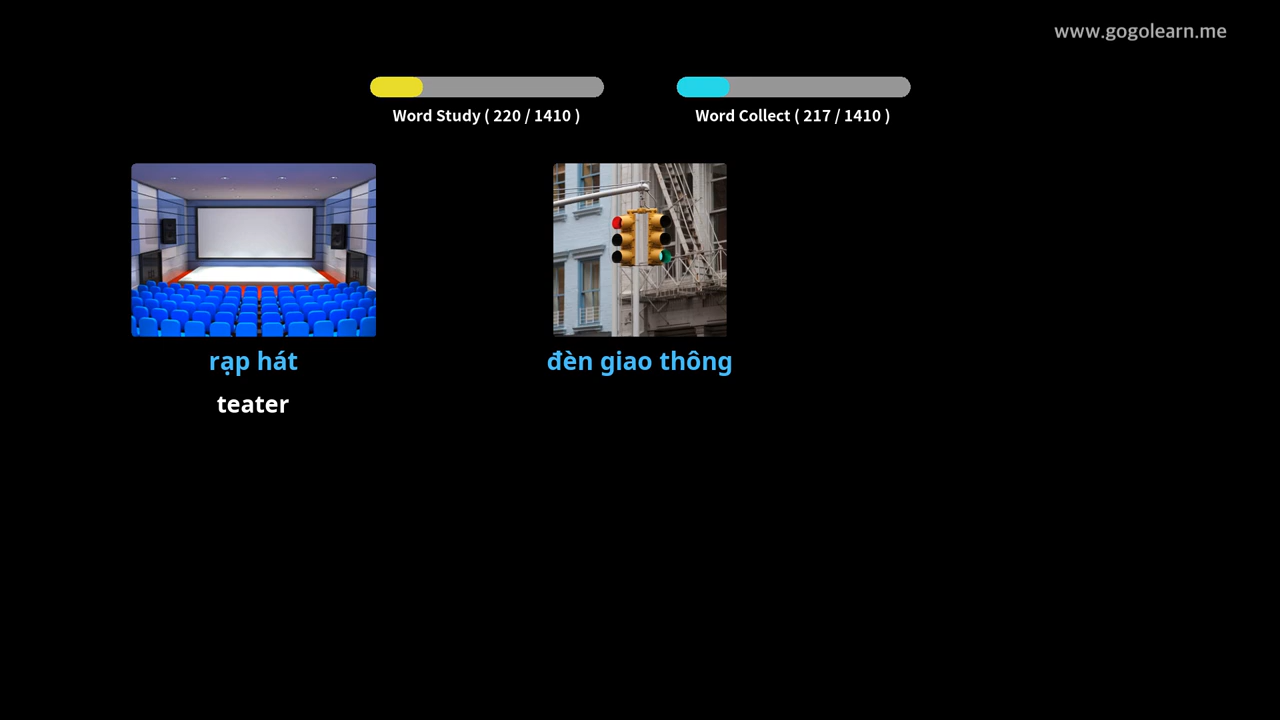 www.gogolearn.me
Word Study ( 220 / 1410 )
Word Collect ( 217 / 1410 )
rạp hát
đèn giao thông
teater